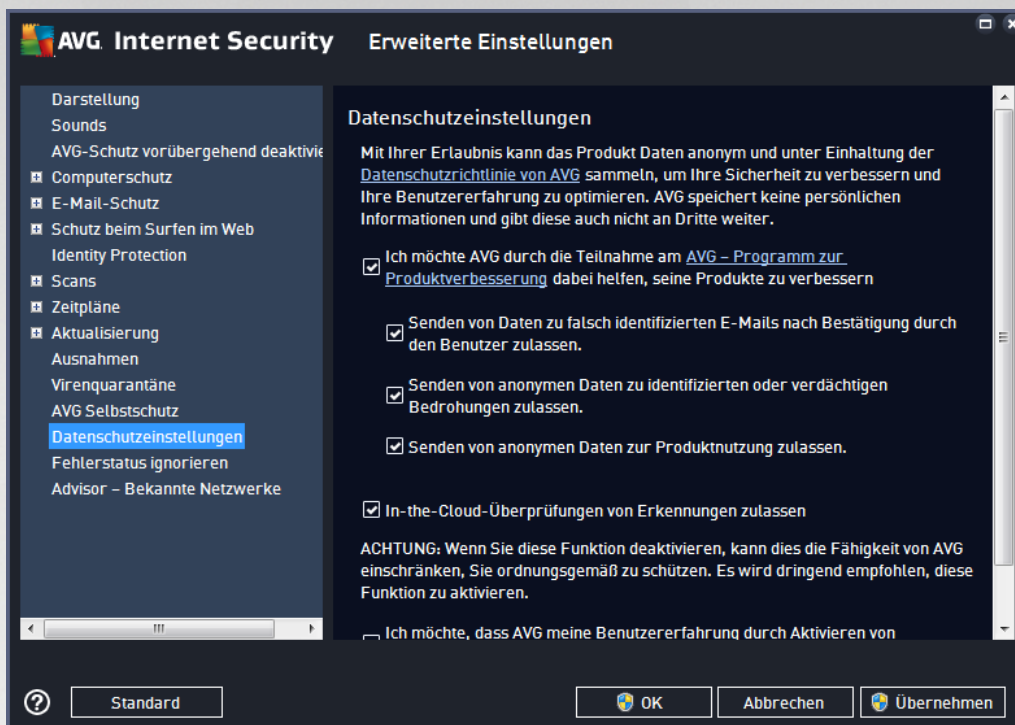 AVG. Internet Security Erweiterte Einstellungen
Darstellung
Sounds
AVG-Schutz vorübergehend deaktivie
Computerschutz
E-Mail-Schutz
Schutz beim Surfen im Web
Identity Protection
Scans
Zeitpläne
Aktualisierung
Ausnahmen
Virenquarantäne
AVG Selbstschutz
Datenschutzeinstellungen
Fehlerstatus ignorieren
Advisor – Bekannte Netzwerke
Datenschutzeinstellungen
Mit Ihrer Erlaubnis kann das Produkt Daten anonym und unter Einhaltung der
Datenschutzrichtlinie von AVG sammeln, um Ihre Sicherheit zu verbessern und
Ihre Benutzererfahrung zu optimieren. AVG speichert keine persönlichen
Informationen und gibt diese auch nicht an Dritte weiter.
Ich möchte AVG durch die Teilnahme am AVG – Programm zur
Produktverbesserung dabei helfen, seine Produkte zu verbessern
Senden von Daten zu falsch identifizierten E-Mails nach Bestätigung durch
den Benutzer zulassen.
Senden von anonymen Daten zu identifizierten oder verdächtigen
Bedrohungen zulassen.
Senden von anonymen Daten zur Produktnutzung zulassen.
In-the-Cloud-Überprüfungen von Erkennungen zulassen
ACHTUNG: Wenn Sie diese Funktion deaktivieren, kann dies die Fähigkeit von AVG
einschränken, Sie ordnungsgemäß zu schützen. Es wird dringend empfohlen, diese
Funktion zu aktivieren.
Ich möchte, dass AVG meine Benutzererfahrung durch Aktivieren von
? Standard OK Abbrechen Übernehmen